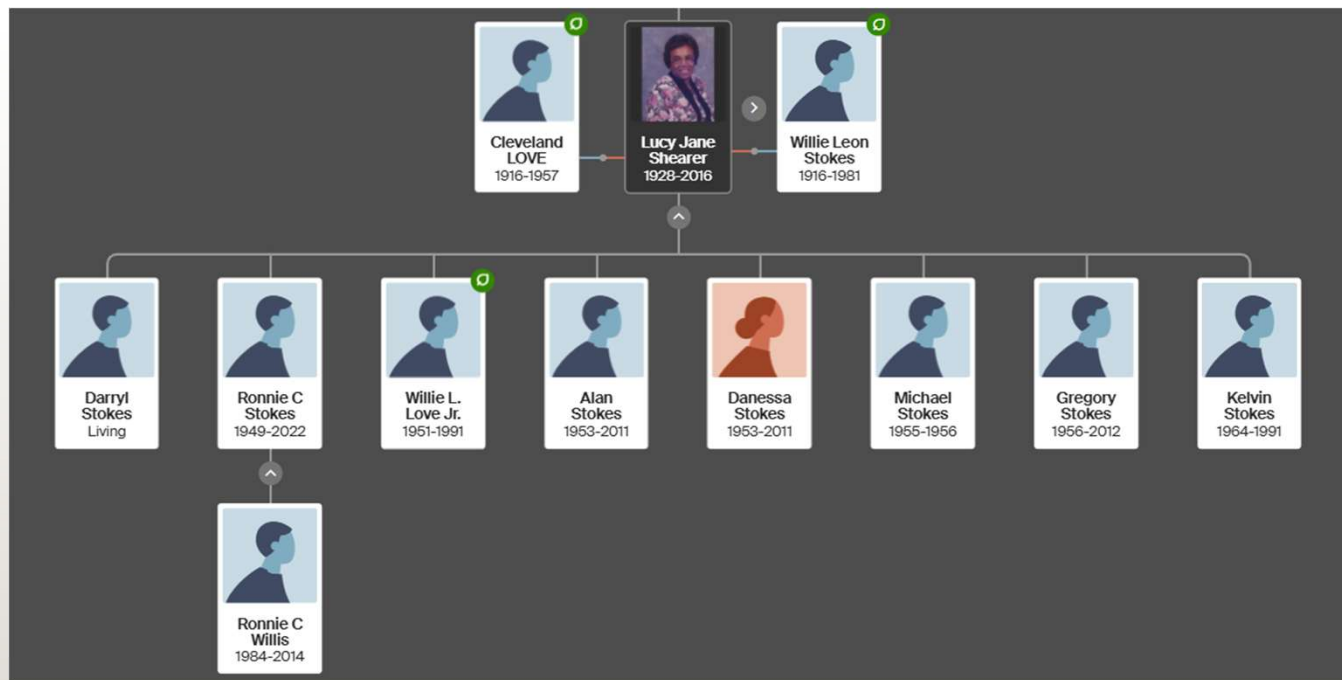 Cleveland
LOVE
1916-1957
Lucy Jane
Shearer
1928-2016
Willie Leon
Stokes
1916-1981
Darryl
Stokes
Living
Ronnie C
Stokes
1949-2022
Willie L.
Love Jr.
1951-1991
Alan
Stokes
1953-2011
Danessa
Stokes
1953-2011
Michael
Stokes
1955-1956
Gregory
Stokes
1956-2012
Kelvin
Stokes
1964-1991
Ronnie C
Willis
1984-2014